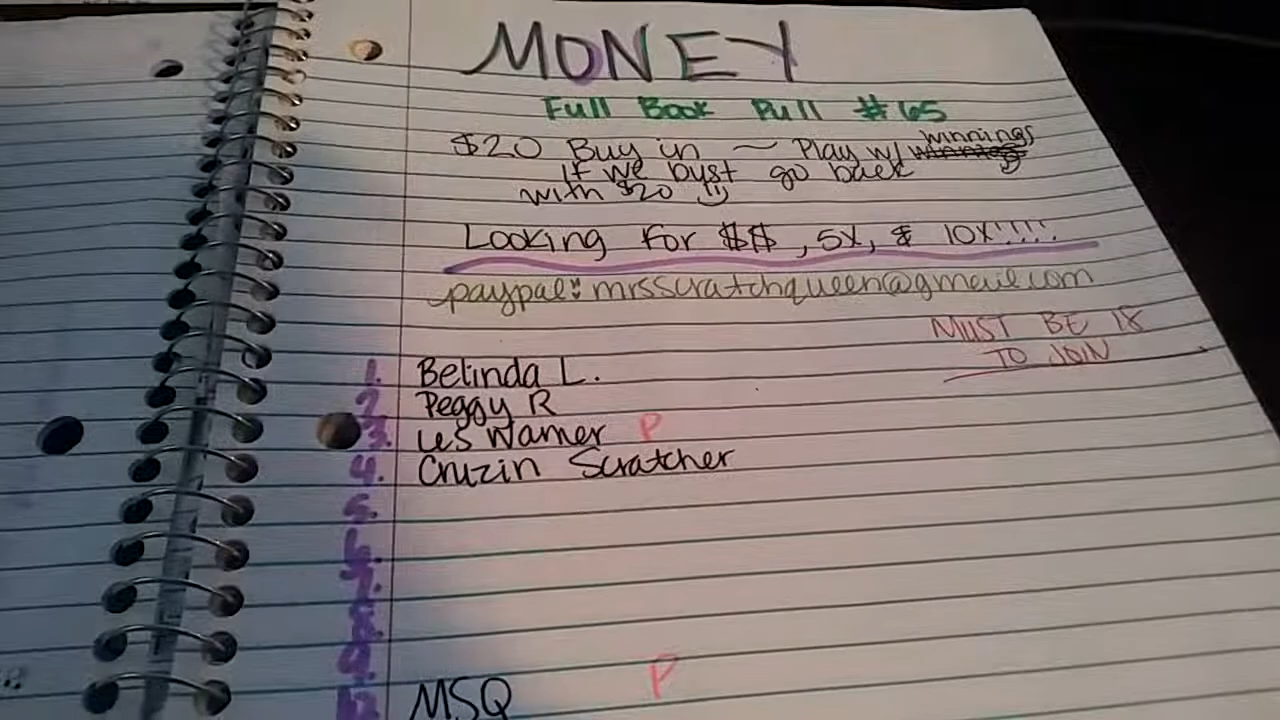 MONEY
Full Book Pull #65
$20 Buy in ~ Play w/ winnings
If we bust go back
with $20
Looking For $$, 5X, & 10X!!!!
paypal: mrsscratchqueen@gmail.com
MUST BE 18
TO JOIN
1. Belinda L.
2. Peggy R
3. Les Warner P
4. Cruzin Scratcher
5.
6.
7.
8.
9.
MSQ P